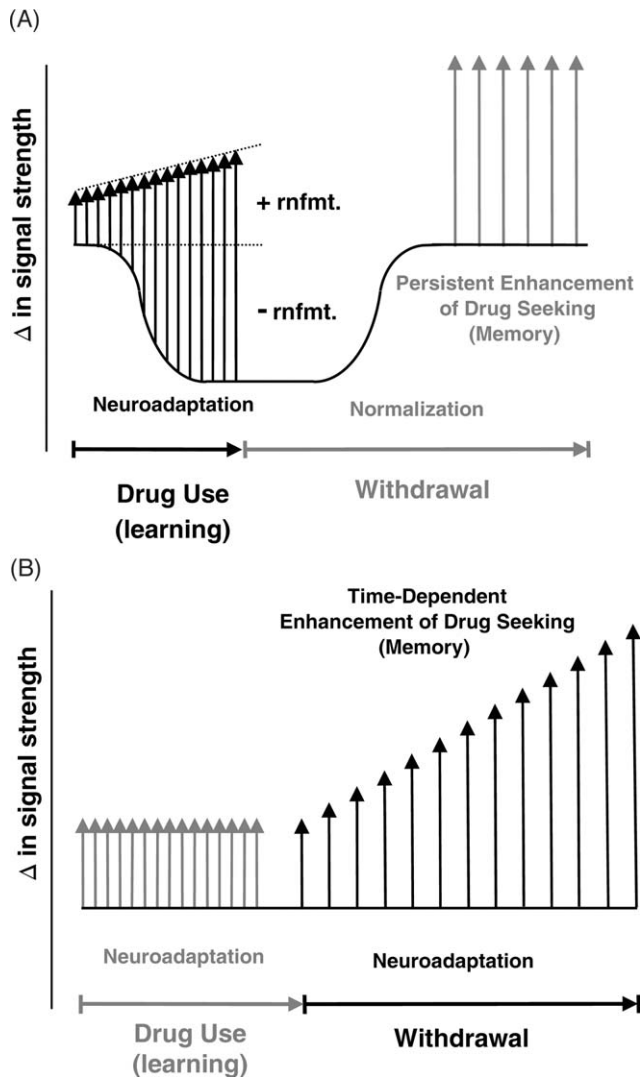 (A)
Δ in signal strength
+ rnfmt.
- rnfmt.
Persistent Enhancement
of Drug Seeking
(Memory)
Neuroadaptation
Normalization
Drug Use
(learning)
Withdrawal
(B)
Δ in signal strength
Time-Dependent
Enhancement of Drug Seeking
(Memory)
Neuroadaptation
Neuroadaptation
Drug Use
(learning)
Withdrawal